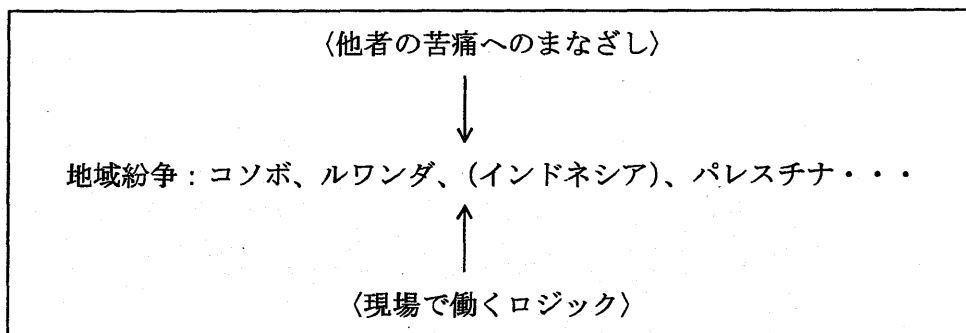 〈他者の苦痛へのまなざし〉
地域紛争：コソボ、ルワンダ、(インドネシア)、パレスチナ・・・
〈現場で働くロジック〉